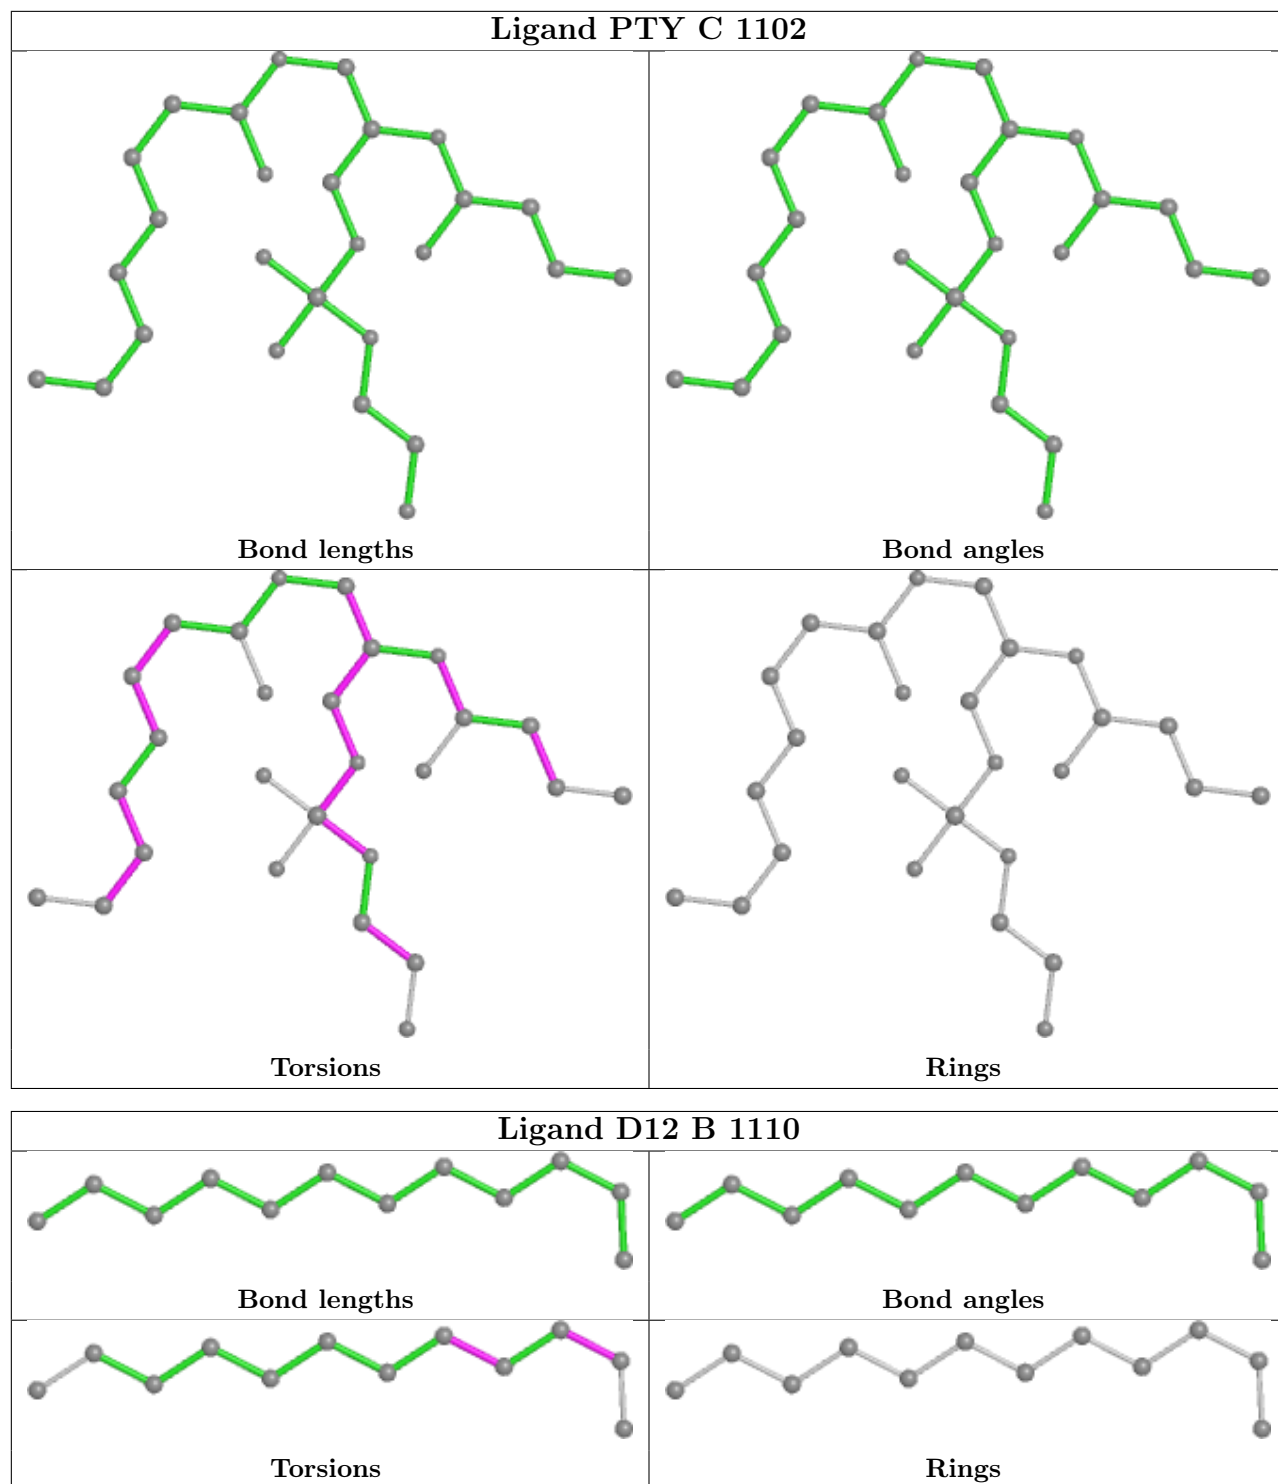 Ligand PTY C 1102
Bond lengths
Bond angles
Torsions
Rings
Ligand D12 B 1110
Bond lengths
Bond angles
Torsions
Rings